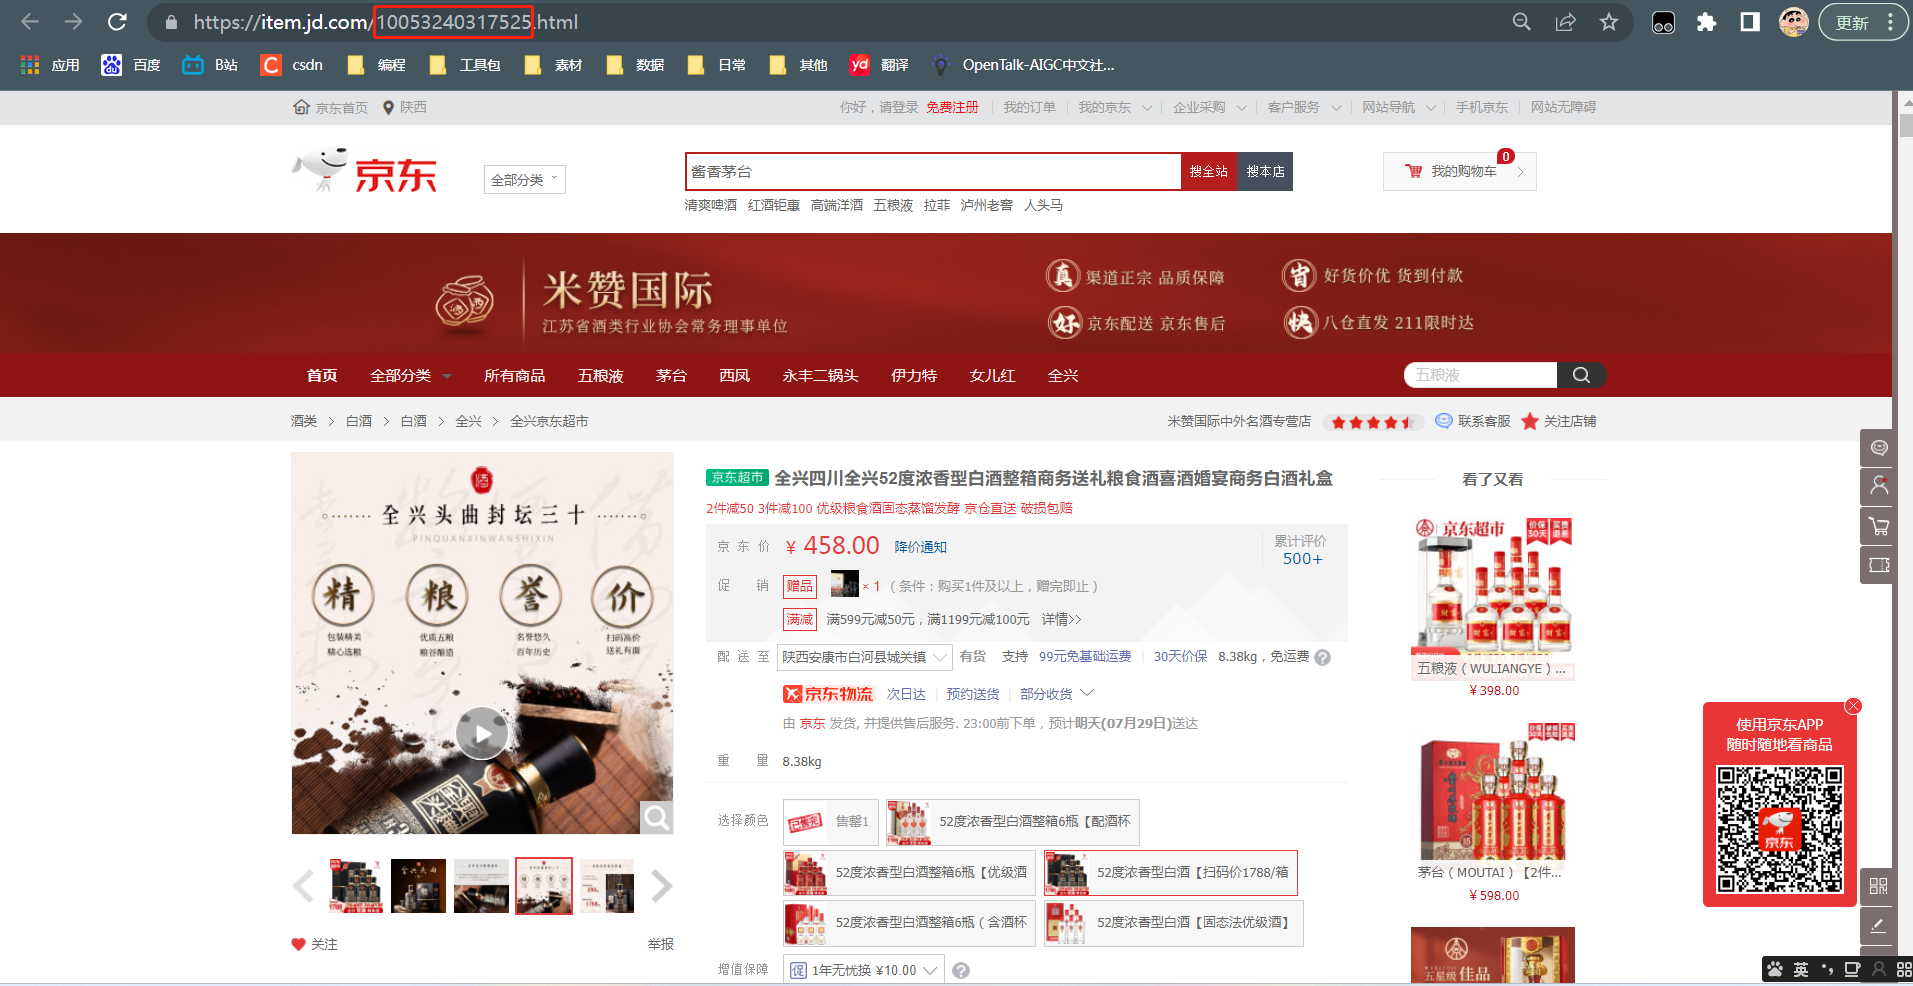 https://item.jd.com/10053240317525.html
更新
应用 百度 B站 csdn 编程 工具包 素材 数据 日常 其他 翻译 OpenTalk-AIGC中文社...
京东首页 陕西 你好，请登录 免费注册 我的订单 我的京东 企业采购 客户服务 网站导航 手机京东 网站无障碍
京东
全部分类
酱香茅台 搜全站 搜本店
0
我的购物车
清爽啤酒 红酒钜惠 高端洋酒 五粮液 拉菲 泸州老窖 人头马
米赞国际
江苏省酒类行业协会常务理事单位
真 渠道正宗 品质保障
省 好货价优 货到付款
好 京东配送 京东售后
快 八仓直发 211限时达
首页 全部分类 所有商品 五粮液 茅台 西凤 永丰二锅头 伊力特 女儿红 全兴
五粮液
酒类 > 白酒 > 白酒 > 全兴 > 全兴京东超市
米赞国际中外名酒专营店 联系客服 关注店铺
酒
全兴头曲封坛三十
PINQUANXINWANSHIXIN
精 粮 誉 价
包装精美 优质五粮 名誉悠久 扫码高价
精心选粮 粮谷酿造 百年历史 送礼有面
关注 举报
京东超市 全兴四川全兴52度浓香型白酒整箱商务送礼粮食酒喜酒婚宴商务白酒礼盒
2件减50 3件减100 优级粮食酒固态蒸馏发酵 京仓直送 破损包赔
京东价 ¥ 458.00 降价通知
累计评价
500+
促销 赠品 × 1 （条件：购买1件及以上，赠完即止）
满减 满599元减50元，满1199元减100元 详情>>
配送至 陕西安康市白河县城关镇 有货 支持 99元免基础运费 30天价保 8.38kg，免运费
京东物流 次日达 预约送货 部分收货
由 京东 发货, 并提供售后服务. 23:00前下单，预计明天(07月29日)送达
重量 8.38kg
选择颜色 已售完 售罄1 52度浓香型白酒整箱6瓶【配酒杯
52度浓香型白酒整箱6瓶【优级酒 52度浓香型白酒【扫码价1788/箱
52度浓香型白酒整箱6瓶（含酒杯 52度浓香型白酒【固态法优级酒】
增值保障 促 1年无忧换 ¥10.00
看了又看
京东超市
五粮液（WULIANGYE）...
¥ 398.00
茅台（MOUTAI）【2件...
¥ 598.00
五星级佳品
使用京东APP
随时随地看商品
京东
英